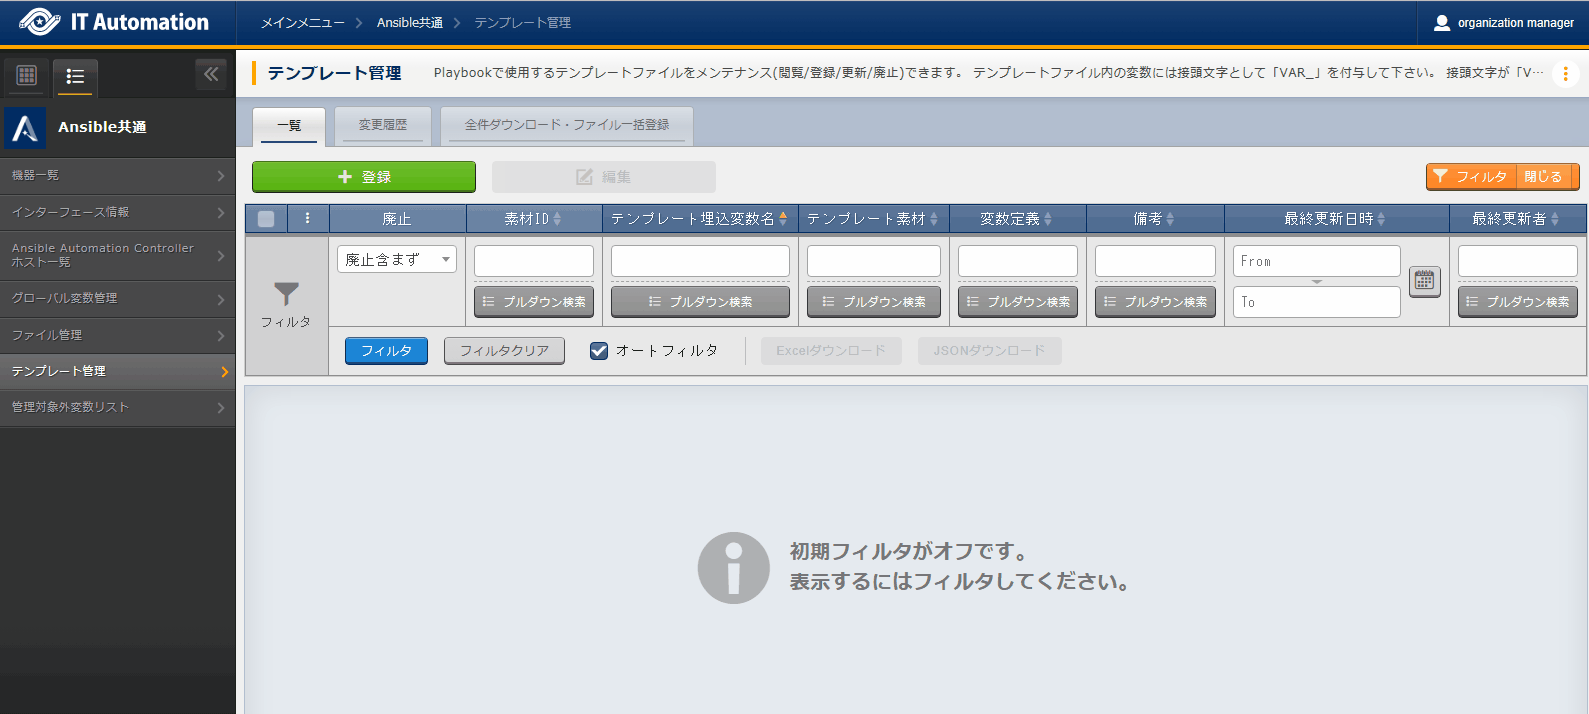 IT Automation
メインメニュー > Ansible共通 > テンプレート管理
organization manager
テンプレート管理
Playbookで使用するテンプレートファイルをメンテナンス(閲覧/登録/更新/廃止)できます。 テンプレートファイル内の変数には接頭文字として「VAR_」を付与して下さい。 接頭文字が「V…
Ansible共通
機器一覧
インターフェース情報
Ansible Automation Controller
ホスト一覧
グローバル変数管理
ファイル管理
テンプレート管理
管理対象外変数リスト
一覧 変更履歴 全件ダウンロード・ファイル一括登録
登録 編集
フィルタ 閉じる
廃止 素材ID テンプレート埋込変数名 テンプレート素材 変数定義 備考 最終更新日時 最終更新者
フィルタ
廃止含まず
From
To
プルダウン検索 プルダウン検索 プルダウン検索 プルダウン検索 プルダウン検索 プルダウン検索
フィルタ フィルタクリア オートフィルタ Excelダウンロード JSONダウンロード
初期フィルタがオフです。
表示するにはフィルタしてください。